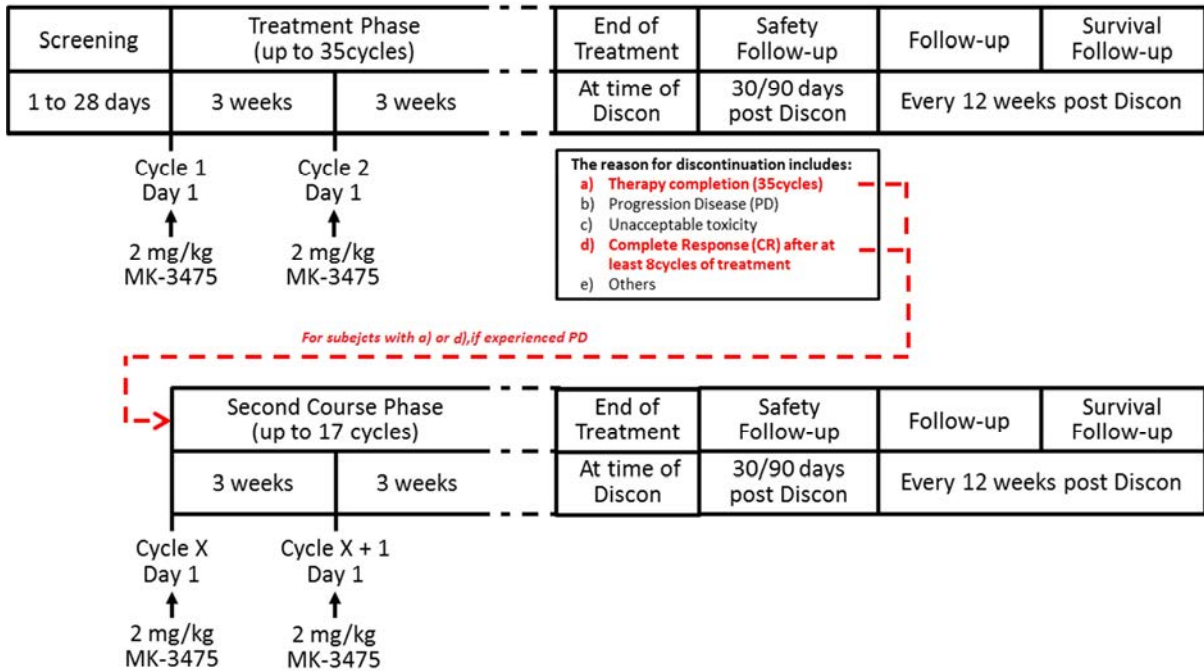 Screening
Treatment Phase
(up to 35cycles)
End of
Treatment
Safety
Follow-up
Follow-up
Survival
Follow-up
1 to 28 days
3 weeks
3 weeks
At time of
Discon
30/90 days
post Discon
Every 12 weeks post Discon
Cycle 1
Day 1
Cycle 2
Day 1
2 mg/kg
MK-3475
2 mg/kg
MK-3475
The reason for discontinuation includes:
a) Therapy completion (35cycles)
b) Progression Disease (PD)
c) Unacceptable toxicity
d) Complete Response (CR) after at
least 8cycles of treatment
e) Others
For subejcts with a) or d),if experienced PD
Second Course Phase
(up to 17 cycles)
End of
Treatment
Safety
Follow-up
Follow-up
Survival
Follow-up
3 weeks
3 weeks
At time of
Discon
30/90 days
post Discon
Every 12 weeks post Discon
Cycle X
Day 1
Cycle X + 1
Day 1
2 mg/kg
MK-3475
2 mg/kg
MK-3475